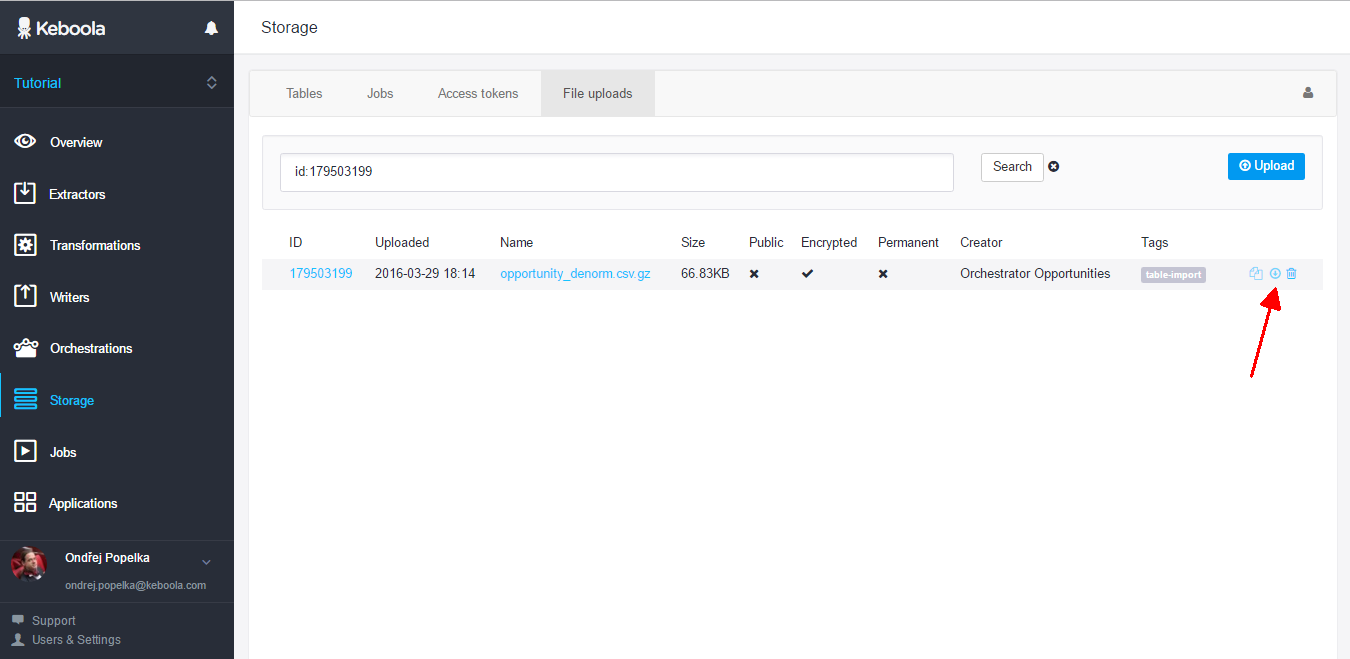 Keboola
Storage
Tutorial
Tables Jobs Access tokens File uploads
Overview
Extractors
Transformations
Writers
Orchestrations
Storage
Jobs
Applications
Ondřej Popelka
ondrej.popelka@keboola.com
Support
Users & Settings
id:179503199 Search Upload
ID Uploaded Name Size Public Encrypted Permanent Creator Tags
179503199 2016-03-29 18:14 opportunity_denorm.csv.gz 66.83KB Orchestrator Opportunities table-import